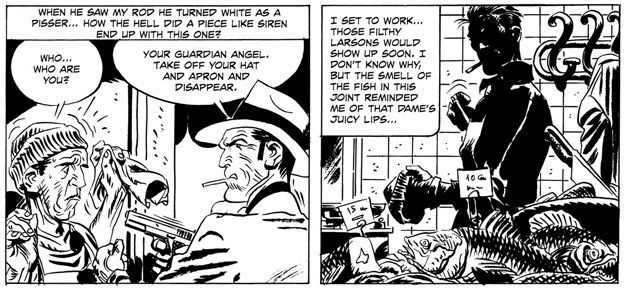 WHEN HE SAW MY ROD HE TURNED WHITE AS A
PISSER... HOW THE HELL DID A PIECE LIKE SIREN
END UP WITH THIS ONE?
WHO...
WHO ARE
YOU?
YOUR GUARDIAN ANGEL.
TAKE OFF YOUR HAT
AND APRON AND
DISAPPEAR.
I SET TO WORK...
THOSE FILTHY
LARSONS WOULD
SHOW UP SOON. I
DON'T KNOW WHY,
BUT THE SMELL OF
THE FISH IN THIS
JOINT REMINDED
ME OF THAT DAME'S
JUICY LIPS...